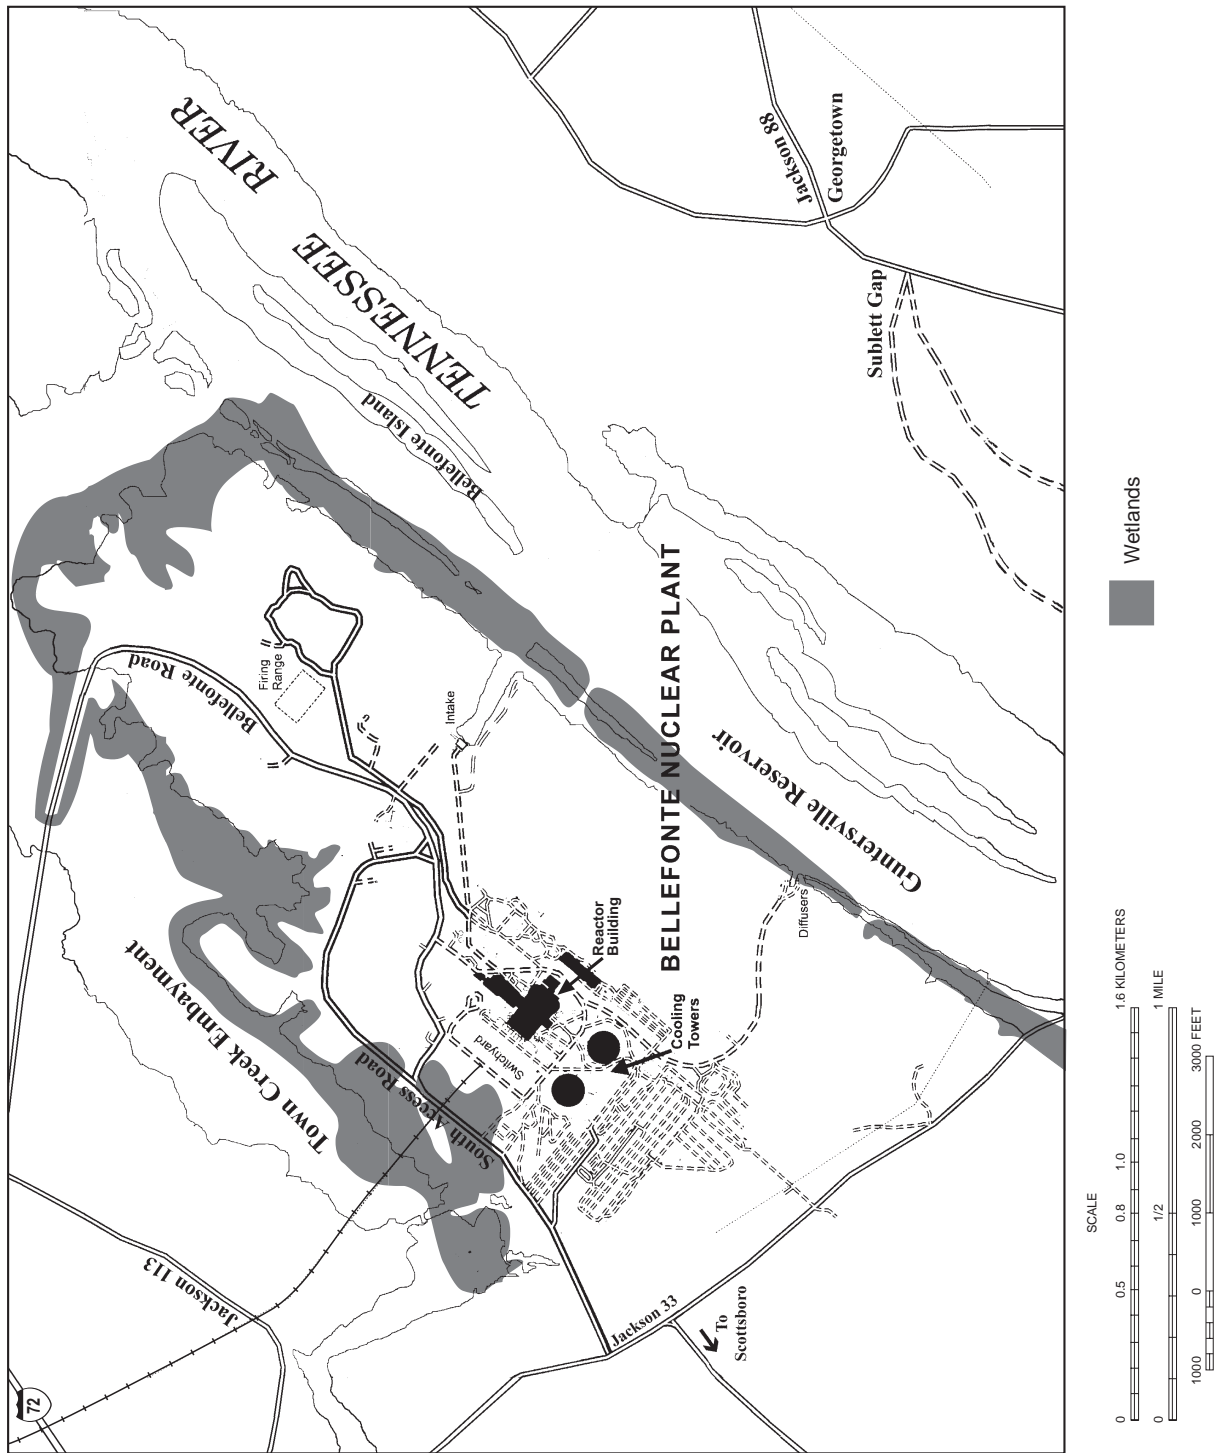 RIVER
TENNESSEE
Bellefonte Island
Jackson 88
Georgetown
Sublett Gap
Bellefonte Road
Firing
Range
Intake
BELLEFONTE NUCLEAR PLANT
Guntersville Reservoir
Diffusers
Town Creek Embayment
Reactor
Building
Cooling
Towers
Switchyard
South Access Road
Jackson 113
72
Jackson 33
To
Scottsboro
Wetlands
SCALE
0 0.5 0.8 1.0 1.6 KILOMETERS
0 1/2 1 MILE
1000 0 1000 2000 3000 FEET